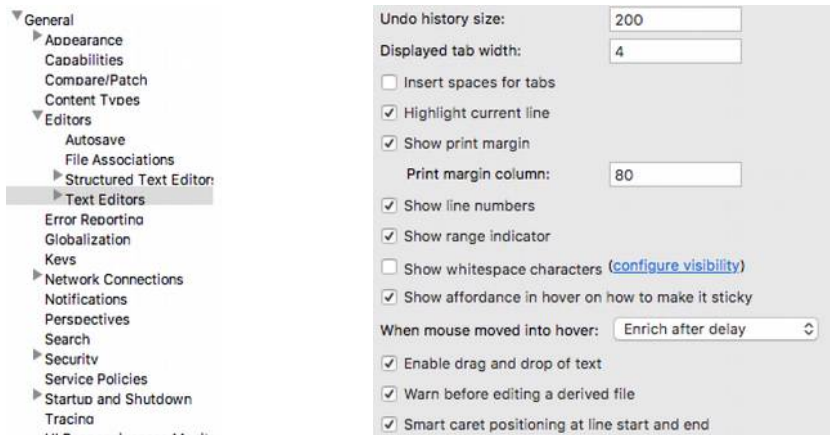 General
Appearance
Capabilities
Compare/Patch
Content Types
Editors
Autosave
File Associations
Structured Text Editors
Text Editors
Error Reporting
Globalization
Keys
Network Connections
Notifications
Perspectives
Search
Security
Service Policies
Startup and Shutdown
Tracing
Undo history size: 200
Displayed tab width: 4
Insert spaces for tabs
Highlight current line
Show print margin
Print margin column: 80
Show line numbers
Show range indicator
Show whitespace characters (configure visibility)
Show affordance in hover on how to make it sticky
When mouse moved into hover: Enrich after delay
Enable drag and drop of text
Warn before editing a derived file
Smart caret positioning at line start and end